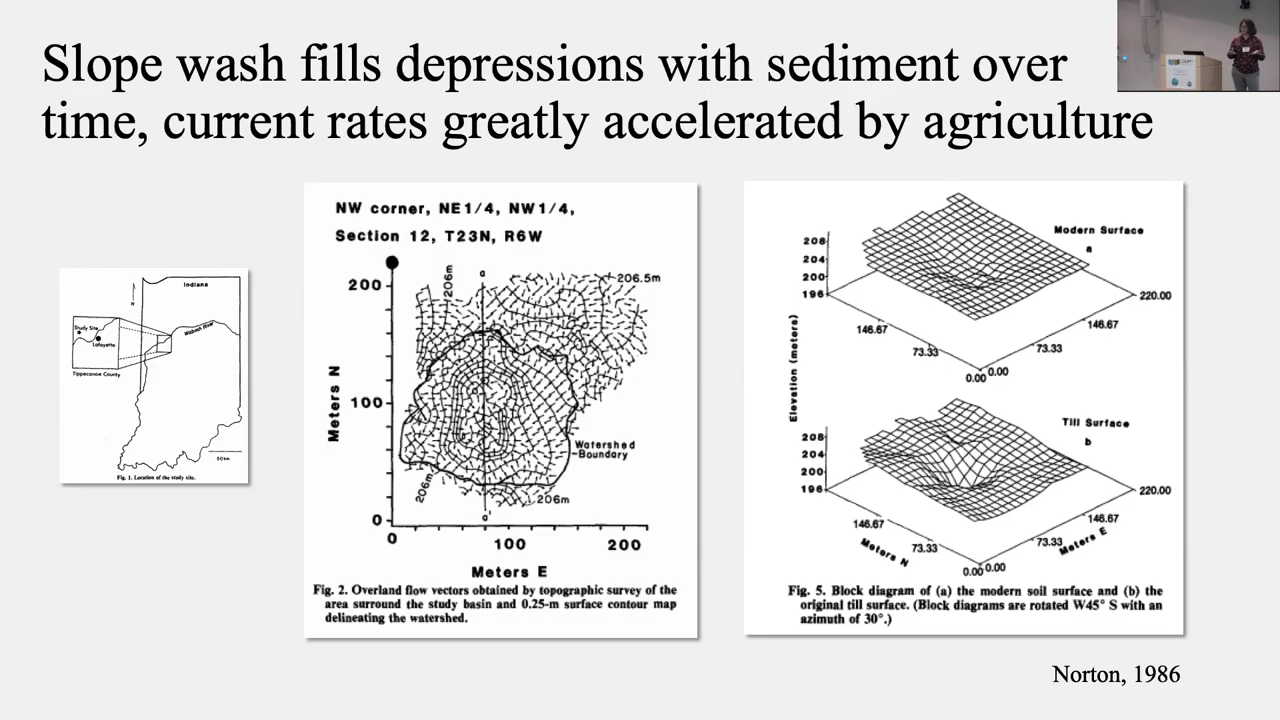 Slope wash fills depressions with sediment over
time, current rates greatly accelerated by agriculture
Indiana
N
Study Site
Lafayette
Wabash River
Tippecanoe County
50km
Fig. 1. Location of the study site.
NW corner, NE1/4, NW1/4,
Section 12, T23N, R6W
200
100
0
Meters N
206m
a
206.5m
Watershed
Boundary
206m
206m
a'
0
100
200
Meters E
Fig. 2. Overland flow vectors obtained by topographic survey of the
area surround the study basin and 0.25-m surface contour map
delineating the watershed.
Modern Surface
a
208
204
200
196
220.00
146.67
146.67
73.33
73.33
0.00
0.00
Elevation (meters)
Till Surface
b
208
204
200
196
220.00
146.67
146.67
73.33
73.33
Meters N
Meters E
0.00
0.00
Fig. 5. Block diagram of (a) the modern soil surface and (b) the
original till surface. (Block diagrams are rotated W45° S with an
azimuth of 30°.)
Norton, 1986